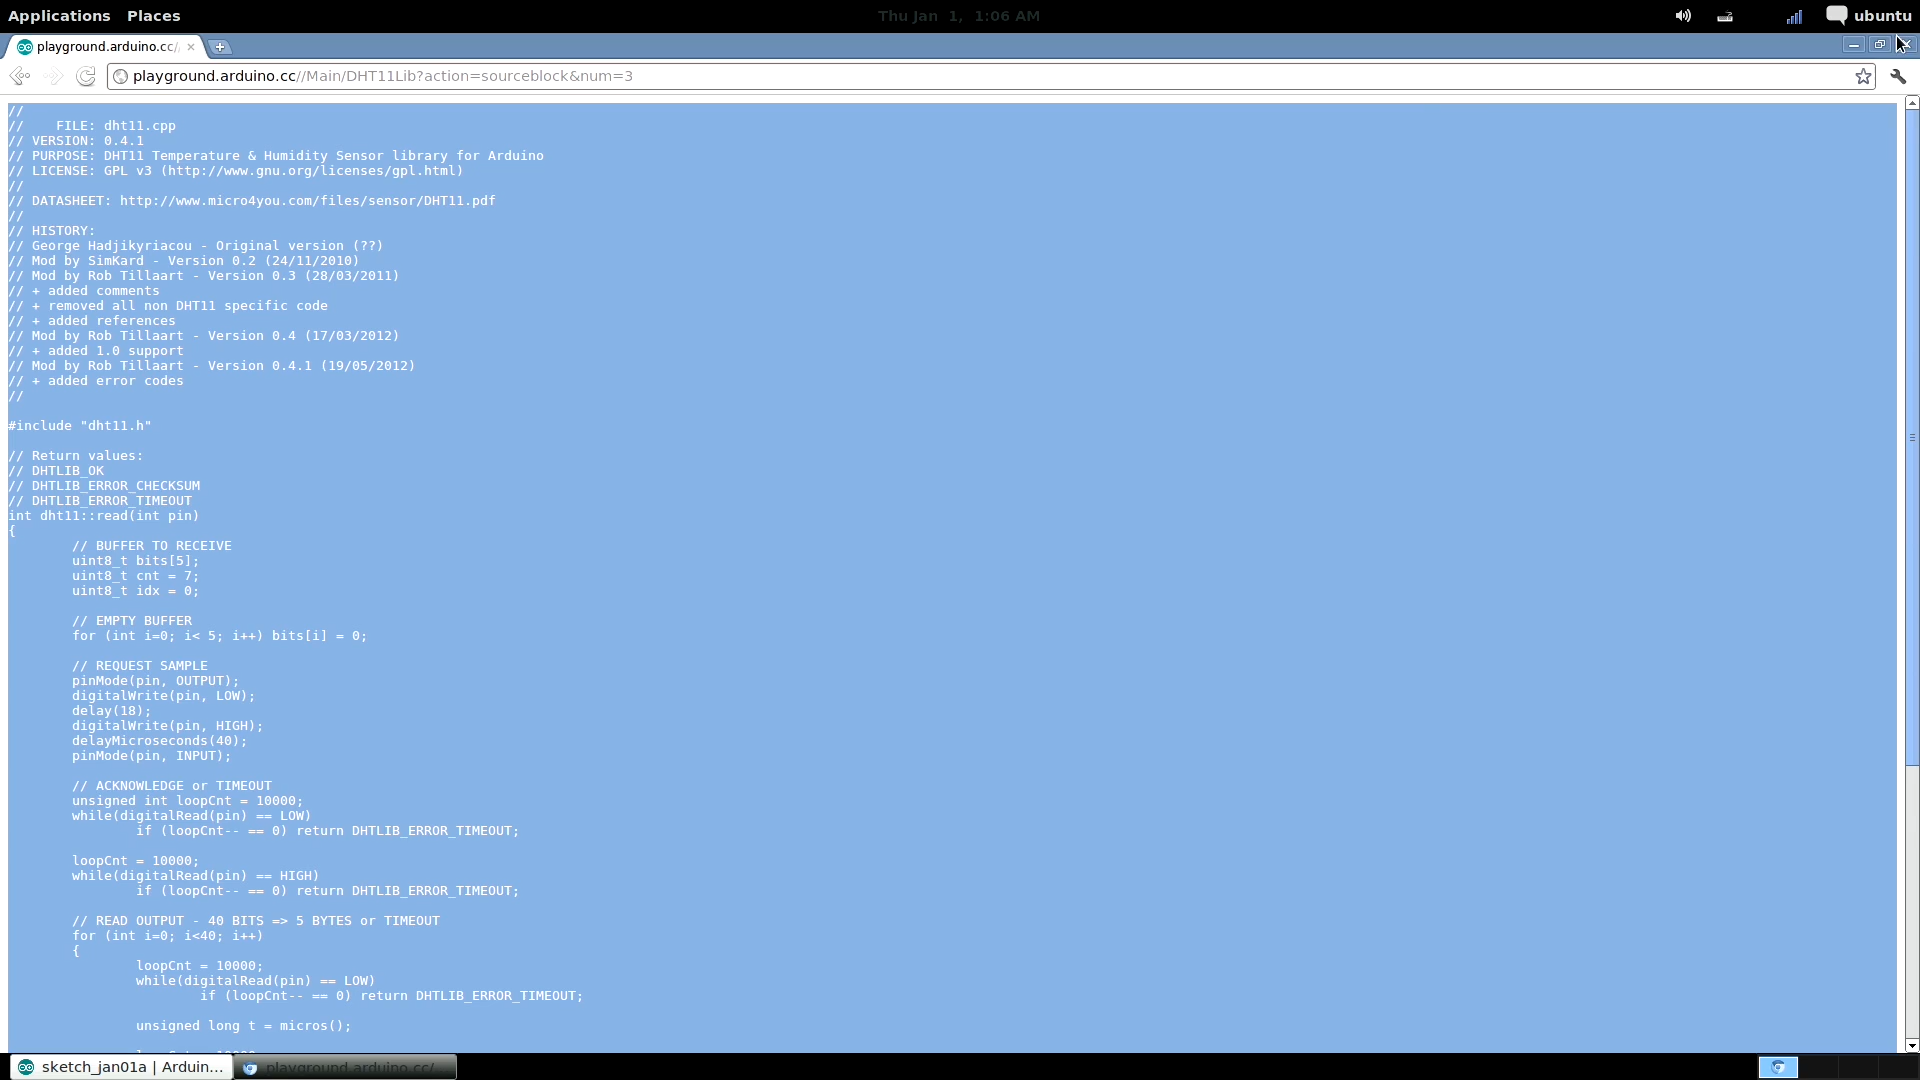 Applications Places Thu Jan 1, 1:06 AM ubuntu
playground.arduino.cc/
playground.arduino.cc//Main/DHT11Lib?action=sourceblock&num=3
//
//    FILE: dht11.cpp
// VERSION: 0.4.1
// PURPOSE: DHT11 Temperature & Humidity Sensor library for Arduino
// LICENSE: GPL v3 (http://www.gnu.org/licenses/gpl.html)
//
// DATASHEET: http://www.micro4you.com/files/sensor/DHT11.pdf
//
// HISTORY:
// George Hadjikyriacou - Original version (??)
// Mod by SimKard - Version 0.2 (24/11/2010)
// Mod by Rob Tillaart - Version 0.3 (28/03/2011)
// + added comments
// + removed all non DHT11 specific code
// + added references
// Mod by Rob Tillaart - Version 0.4 (17/03/2012)
// + added 1.0 support
// Mod by Rob Tillaart - Version 0.4.1 (19/05/2012)
// + added error codes
//
#include "dht11.h"
// Return values:
// DHTLIB_OK
// DHTLIB_ERROR_CHECKSUM
// DHTLIB_ERROR_TIMEOUT
int dht11::read(int pin)
{
        // BUFFER TO RECEIVE
        uint8_t bits[5];
        uint8_t cnt = 7;
        uint8_t idx = 0;
        // EMPTY BUFFER
        for (int i=0; i< 5; i++) bits[i] = 0;
        // REQUEST SAMPLE
        pinMode(pin, OUTPUT);
        digitalWrite(pin, LOW);
        delay(18);
        digitalWrite(pin, HIGH);
        delayMicroseconds(40);
        pinMode(pin, INPUT);
        // ACKNOWLEDGE or TIMEOUT
        unsigned int loopCnt = 10000;
        while(digitalRead(pin) == LOW)
                if (loopCnt-- == 0) return DHTLIB_ERROR_TIMEOUT;
        loopCnt = 10000;
        while(digitalRead(pin) == HIGH)
                if (loopCnt-- == 0) return DHTLIB_ERROR_TIMEOUT;
        // READ OUTPUT - 40 BITS => 5 BYTES or TIMEOUT
        for (int i=0; i<40; i++)
        {
                loopCnt = 10000;
                while(digitalRead(pin) == LOW)
                        if (loopCnt-- == 0) return DHTLIB_ERROR_TIMEOUT;
                unsigned long t = micros();
sketch_jan01a | Arduin... playground.arduino.cc/